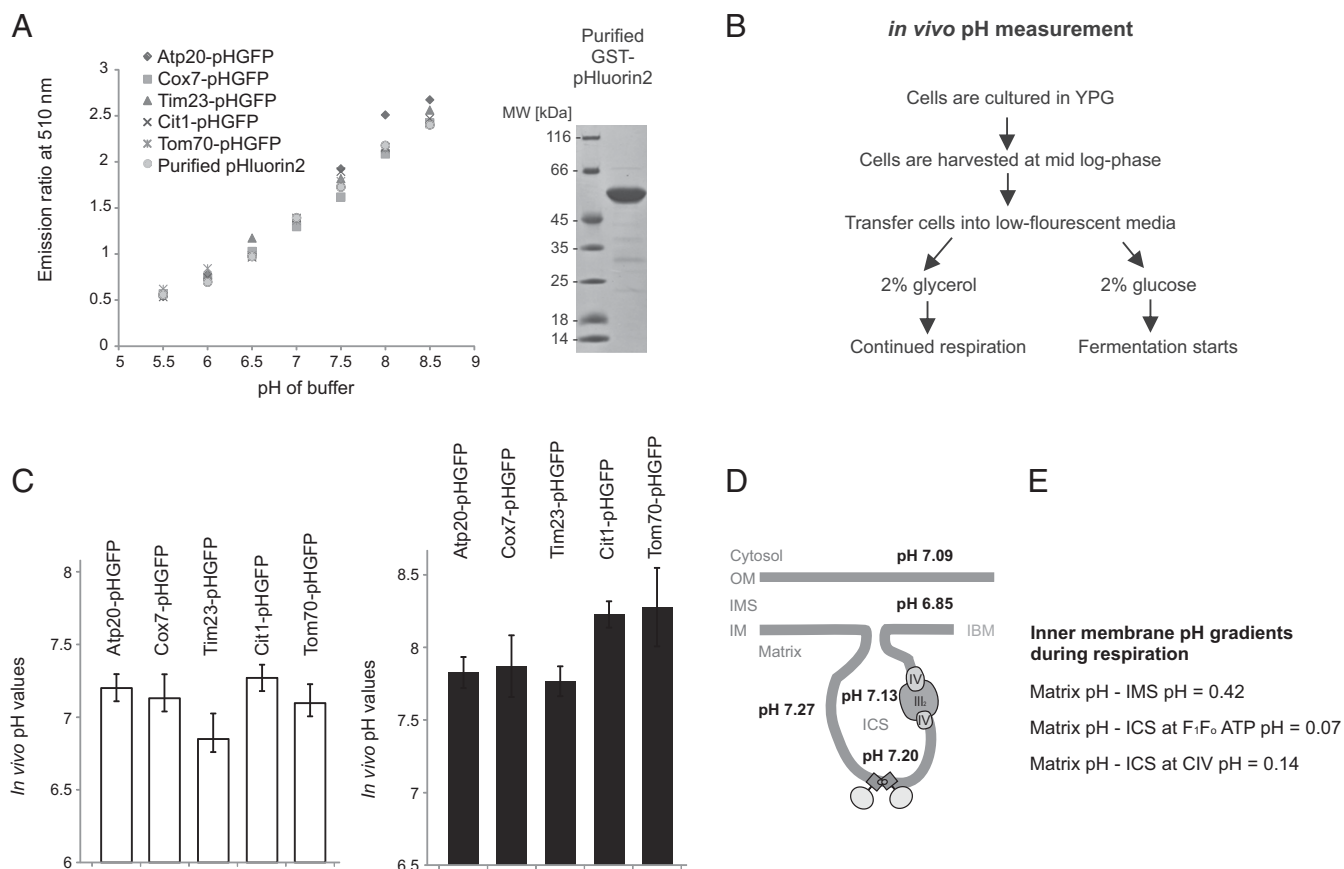 A
Atp20-pHGFP
Cox7-pHGFP
Tim23-pHGFP
Cit1-pHGFP
Tom70-pHGFP
Purified pHluorin2
Emission ratio at 510 nm
3
2.5
2
1.5
1
0.5
0
5
5.5
6
6.5
7
7.5
8
8.5
9
pH of buffer
Purified
GST-
pHluorin2
MW [kDa]
116
66
45
35
25
18
14
B
in vivo pH measurement
Cells are cultured in YPG
Cells are harvested at mid log-phase
Transfer cells into low-flourescent media
2% glycerol
2% glucose
Continued respiration
Fermentation starts
C
In vivo pH values
8
7.5
7
6.5
6
Atp20-pHGFP
Cox7-pHGFP
Tim23-pHGFP
Cit1-pHGFP
Tom70-pHGFP
In vivo pH values
8.5
8
7.5
7
6.5
Atp20-pHGFP
Cox7-pHGFP
Tim23-pHGFP
Cit1-pHGFP
Tom70-pHGFP
D
Cytosol
pH 7.09
OM
IMS
pH 6.85
IM
IBM
Matrix
IV
pH 7.13
III₂
pH 7.27
ICS
IV
pH 7.20
E
Inner membrane pH gradients
during respiration
Matrix pH - IMS pH = 0.42
Matrix pH - ICS at F₁Fₒ ATP pH = 0.07
Matrix pH - ICS at CIV pH = 0.14